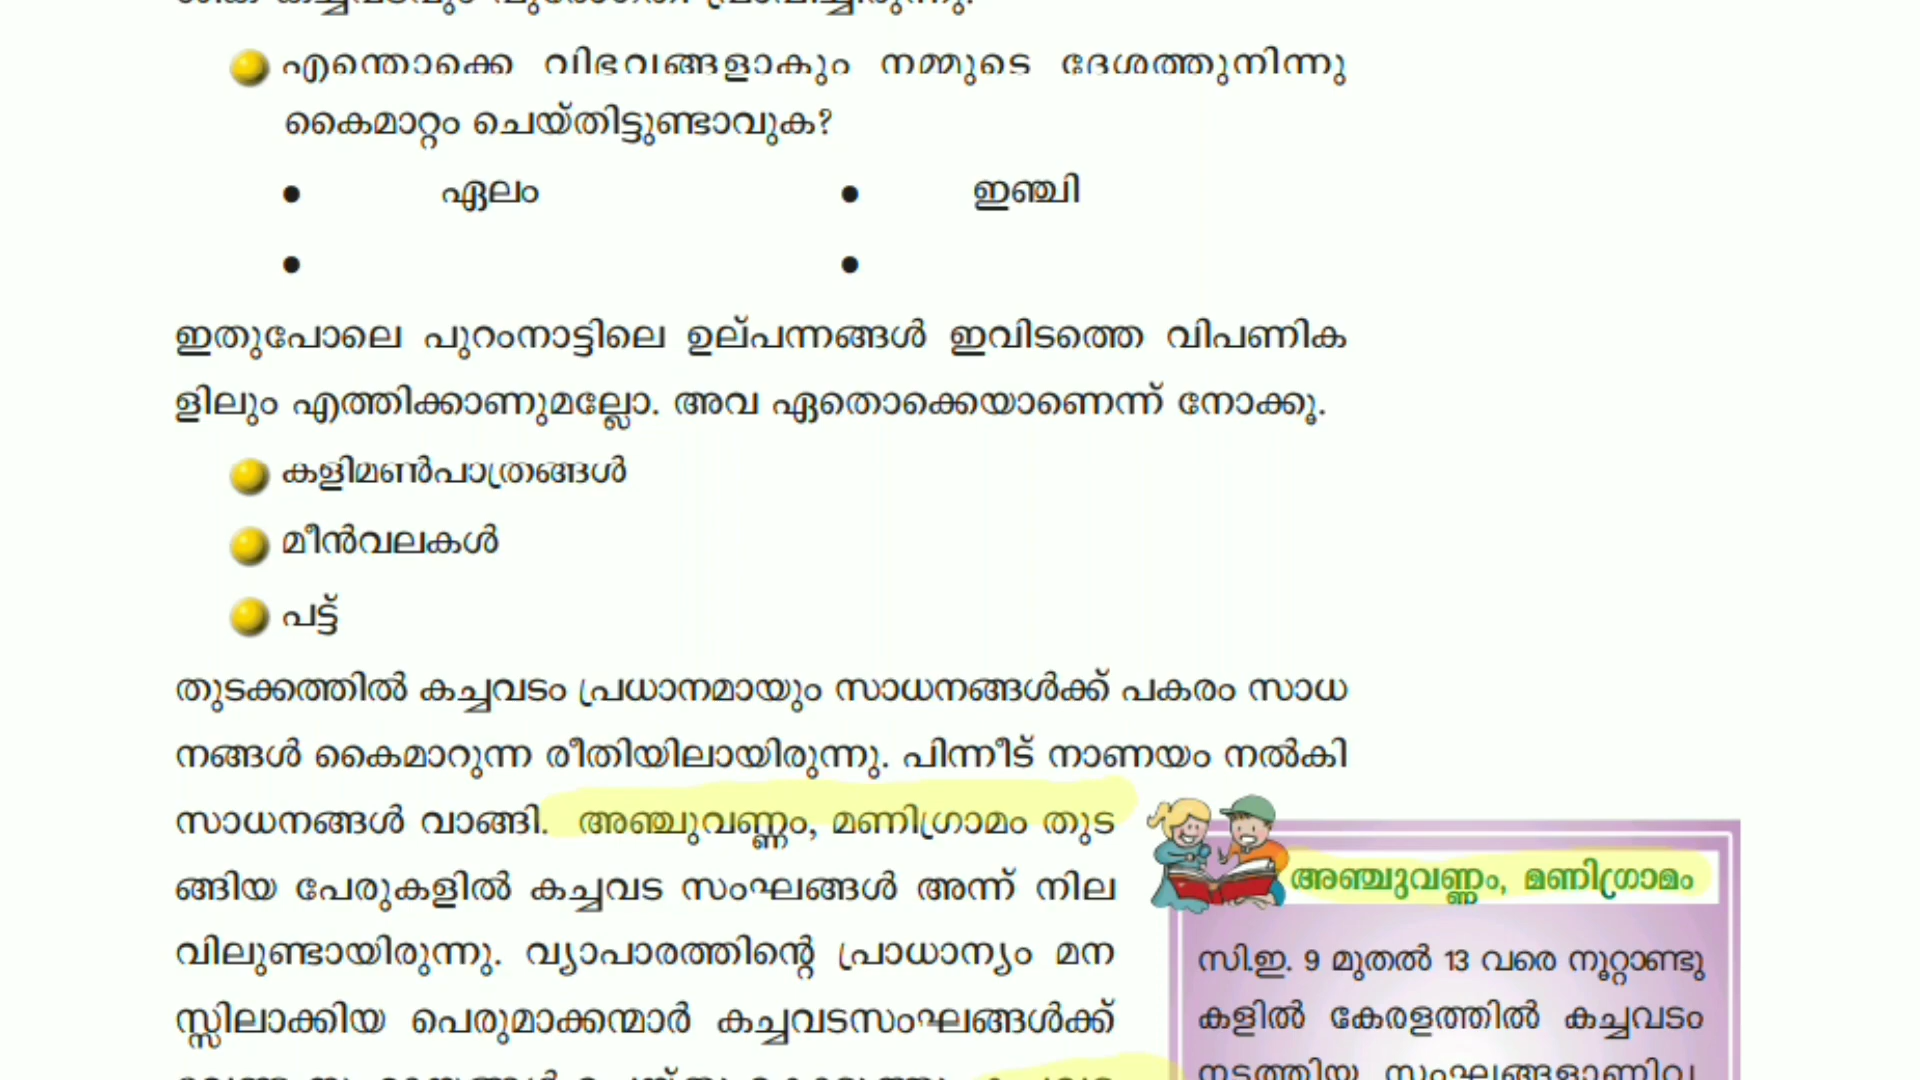 എന്തൊക്കെ വിഭവങ്ങളാകും നമ്മുടെ ദേശത്തുനിന്നു
കൈമാറ്റം ചെയ്തിട്ടുണ്ടാവുക?
• ഏലം • ഇഞ്ചി
• •
ഇതുപോലെ പുറംനാട്ടിലെ ഉല്പന്നങ്ങൾ ഇവിടത്തെ വിപണിക
ളിലും എത്തിക്കാണുമല്ലോ. അവ ഏതൊക്കെയാണെന്ന് നോക്കൂ.
കളിമൺപാത്രങ്ങൾ
മീൻവലകൾ
പട്ട്
തുടക്കത്തിൽ കച്ചവടം പ്രധാനമായും സാധനങ്ങൾക്ക് പകരം സാധ
നങ്ങൾ കൈമാറുന്ന രീതിയിലായിരുന്നു. പിന്നീട് നാണയം നൽകി
സാധനങ്ങൾ വാങ്ങി. അഞ്ചുവണ്ണം, മണിഗ്രാമം തുട
ങ്ങിയ പേരുകളിൽ കച്ചവട സംഘങ്ങൾ അന്ന് നില
വിലുണ്ടായിരുന്നു. വ്യാപാരത്തിന്റെ പ്രാധാന്യം മന
സ്സിലാക്കിയ പെരുമാക്കന്മാർ കച്ചവടസംഘങ്ങൾക്ക്
അഞ്ചുവണ്ണം, മണിഗ്രാമം
സി.ഇ. 9 മുതൽ 13 വരെ നൂറ്റാണ്ടു
കളിൽ കേരളത്തിൽ കച്ചവടം
നടത്തിയ സംഘങ്ങളാണിവ.